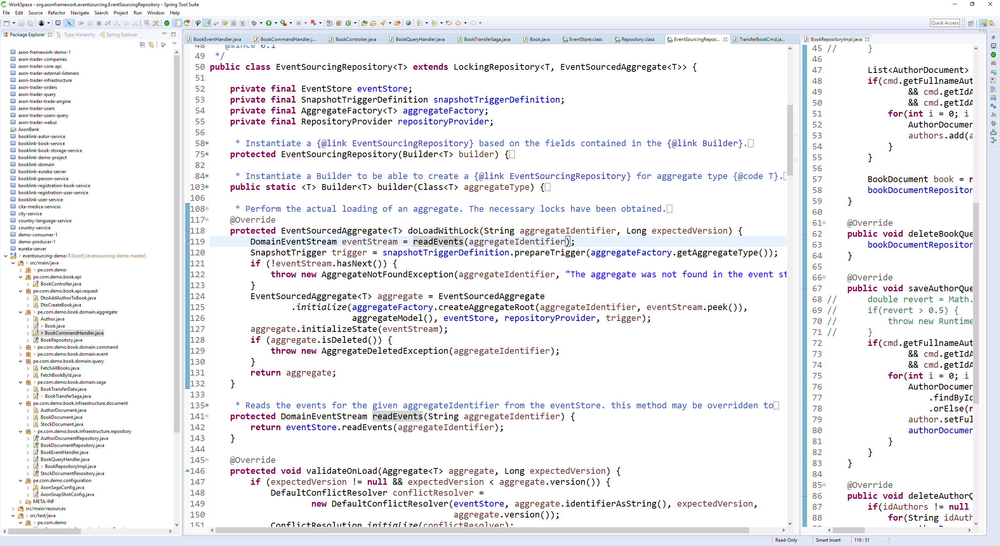 WorkSpace - org.axonframework.eventsourcing.EventSourcingRepository - Spring Tool Suite
File Edit Source Refactor Navigate Search Project Run Window Help
Quick Access
Package Explorer Type Hierarchy Spring Explorer
axon-framework-demo-1
axon-trader-companies
axon-trader-core-api
axon-trader-external-listeners
axon-trader-infrastructure
axon-trader-orders
axon-trader-query
axon-trader-trade-engine
axon-trader-users
axon-trader-users-query
axon-trader-webui
AxonBank
booklink-autor-service
booklink-book-service
booklink-book-storage-service
booklink-demo-project
booklink-domain
booklink-eureka-server
booklink-person-service
booklink-registration-book-service
booklink-registration-user-service
booklink-user-service
cita-medica-servicio
city-service
country-language-service
country-service
demo-consumer-1
demo-producer-1
eureka-server
> eventsourcing-demo-1 [boot] [evensourcing-demo master]
> src/main/java
> pe.com.demo
pe.com.demo.book.api
BookController.java
pe.com.demo.book.api.request
DtoAddAuthorToBook.java
DtoCreateBook.java
> pe.com.demo.book.domain.aggregate
Author.java
> Book.java
> BookCommandHandler.java
BookRepository.java
> pe.com.demo.book.domain.command
> pe.com.demo.book.domain.event
pe.com.demo.book.domain.query
FetchAllBooks.java
FetchBookById.java
> pe.com.demo.book.domain.saga
BookTransferData.java
> BookTransferSaga.java
pe.com.demo.book.infraestructure.document
AuthorDocument.java
BookDocument.java
StockDocument.java
> pe.com.demo.book.infraestructure.repository
AuthorDocumentRepository.java
BookDocumentRepository.java
BookEventHandler.java
BookQueryHandler.java
> BookRepositoryImpl.java
StockDocumentResository.java
pe.com.demo.configuration
AxonSagaConfig.java
AxonSnapShotConfig.java
META-INF
src/main/resources
> src/test/java
> pe.com.demo
BookEventHandler.java BookCommandHandler.j... BookController.java BookQueryHandler.java BookTransferSaga.java Book.java EventStore.class Repository.class EventSourcingRepos... TransferBookCmd.ja...
48 * @since 0.1
49 */
50 public class EventSourcingRepository<T> extends LockingRepository<T, EventSourcedAggregate<T>> {
51
52 private final EventStore eventStore;
53 private final SnapshotTriggerDefinition snapshotTriggerDefinition;
54 private final AggregateFactory<T> aggregateFactory;
55 private final RepositoryProvider repositoryProvider;
56
58 * Instantiate a {@link EventSourcingRepository} based on the fields contained in the {@link Builder}.
75 protected EventSourcingRepository(Builder<T> builder) {
82
84 * Instantiate a Builder to be able to create a {@link EventSourcingRepository} for aggregate type {@code T}.
103 public static <T> Builder<T> builder(Class<T> aggregateType) {
106
108 * Perform the actual loading of an aggregate. The necessary locks have been obtained.
117 @Override
118 protected EventSourcedAggregate<T> doLoadWithLock(String aggregateIdentifier, Long expectedVersion) {
119 DomainEventStream eventStream = readEvents(aggregateIdentifier);
120 SnapshotTrigger trigger = snapshotTriggerDefinition.prepareTrigger(aggregateFactory.getAggregateType());
121 if (!eventStream.hasNext()) {
122 throw new AggregateNotFoundException(aggregateIdentifier, "The aggregate was not found in the event st
123 }
124 EventSourcedAggregate<T> aggregate = EventSourcedAggregate
125 .initialize(aggregateFactory.createAggregateRoot(aggregateIdentifier, eventStream.peek()),
126 aggregateModel(), eventStore, repositoryProvider, trigger);
127 aggregate.initializeState(eventStream);
128 if (aggregate.isDeleted()) {
129 throw new AggregateDeletedException(aggregateIdentifier);
130 }
131 return aggregate;
132 }
133
135 * Reads the events for the given aggregateIdentifier from the eventStore. this method may be overridden to
141 protected DomainEventStream readEvents(String aggregateIdentifier) {
142 return eventStore.readEvents(aggregateIdentifier);
143 }
144
145 @Override
146 protected void validateOnLoad(Aggregate<T> aggregate, Long expectedVersion) {
147 if (expectedVersion != null && expectedVersion < aggregate.version()) {
148 DefaultConflictResolver conflictResolver =
149 new DefaultConflictResolver(eventStore, aggregate.identifierAsString(), expectedVersion,
150 aggregate.version());
151 ConflictResolution.initialize(conflictResolver);
BookRepositoryImpl.java
45 // }
46
47 List<AuthorDocument>
48 if(cmd.getFullnameAut
49 && cmd.getIdA
50 && cmd.getIdA
51 for(int i = 0; i
52 AuthorDocumen
53 authors.add(a
54 }
55 }
56
57 BookDocument book = n
58 bookDocumentRepositor
59 }
60
61 @Override
62 public void deleteBookQue
63 bookDocumentRepositor
64 }
65
66 @Override
67 public void saveAuthorQue
68 // double revert = Math.
69 // if(revert > 0.5) {
70 // throw new Runtime
71 // }
72 if(cmd.getFullnameAut
73 && cmd.getIdA
74 && cmd.getIdA
75 for(int i = 0; i
76 AuthorDocumen
77 .findById
78 .orElse(n
79 author.setFul
80 authorDocumen
81 }
82 }
83 }
84
85 @Override
86 public void deleteAuthorQ
87 if(idAuthors != null
88 for(String idAuth
Read-Only Smart Insert 119 : 51